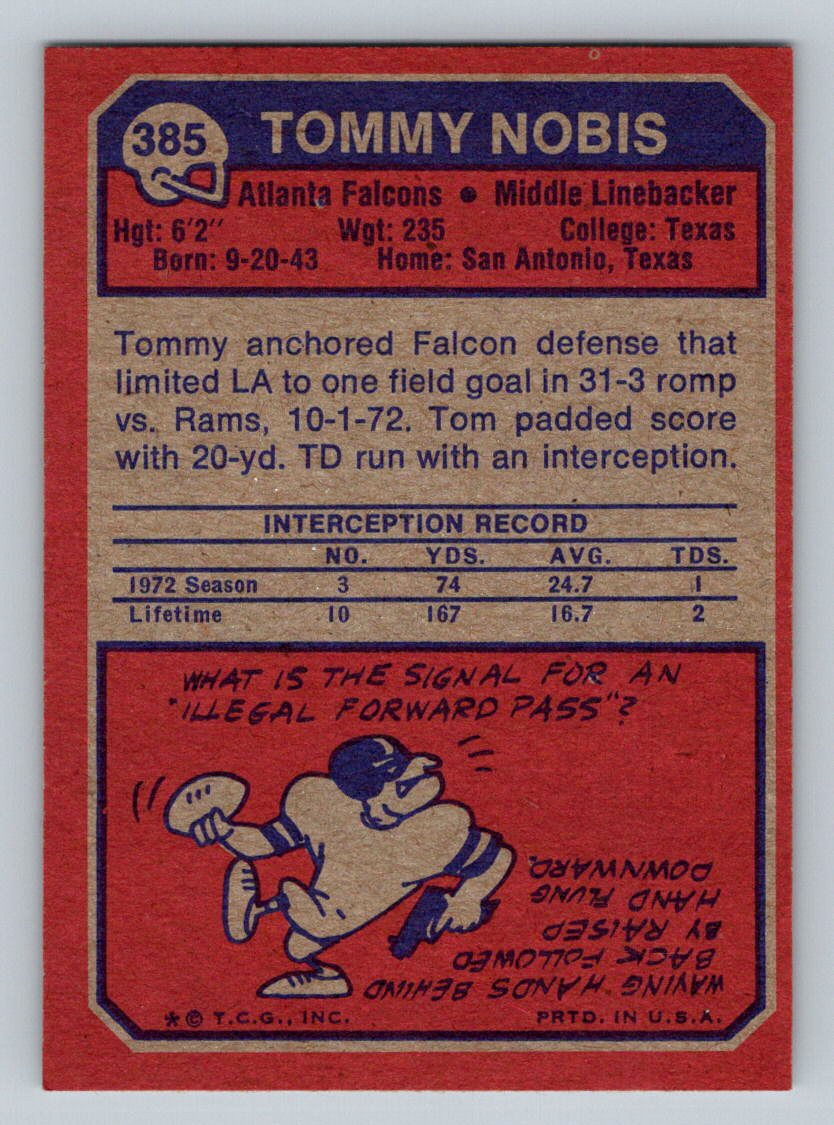 385
TOMMY NOBIS
Atlanta Falcons • Middle Linebacker
Hgt: 6'2" Wgt: 235 College: Texas
Born: 9-20-43 Home: San Antonio, Texas
Tommy anchored Falcon defense that
limited LA to one field goal in 31-3 romp
vs. Rams, 10-1-72. Tom padded score
with 20-yd. TD run with an interception.
INTERCEPTION RECORD
NO. YDS. AVG. TDS.
1972 Season 3 74 24.7 1
Lifetime 10 167 16.7 2
WHAT IS THE SIGNAL FOR AN
"ILLEGAL FORWARD PASS"?
WAVING HANDS BEHIND
BACK FOLLOWED
BY RAISED
HAND FLUNG
DOWNWARD.
* © T.C.G., INC. PRTD. IN U.S.A.